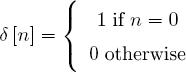 δ[n] = { 1 if n = 0
0 otherwise